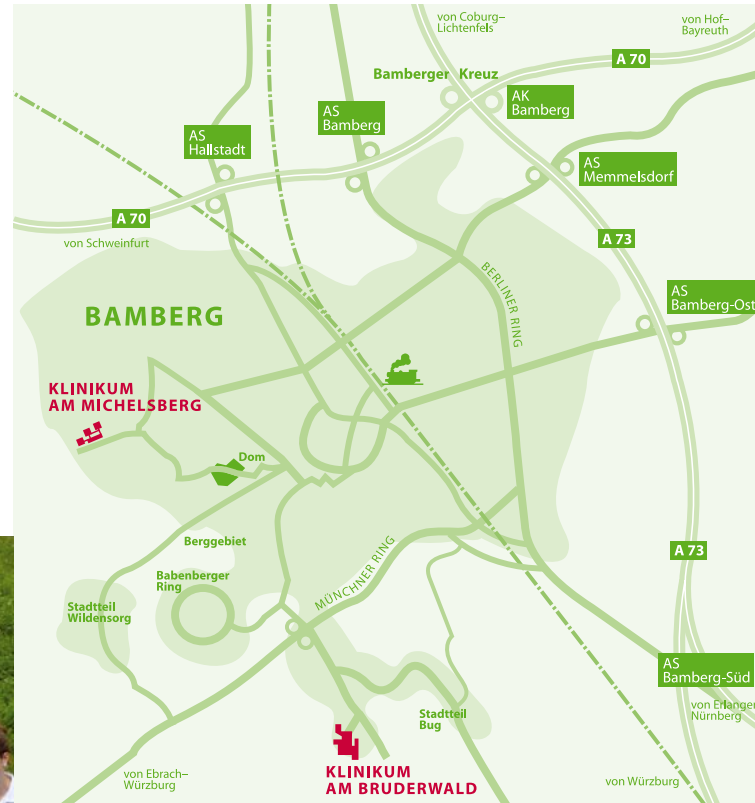 von Coburg–
Lichtenfels
von Hof–
Bayreuth
A 70
Bamberger Kreuz
AK
Bamberg
AS
Bamberg
AS
Hallstadt
AS
Memmelsdorf
A 70
von Schweinfurt
A 73
BERLINER RING
AS
Bamberg-Ost
BAMBERG
KLINIKUM
AM MICHELSBERG
Dom
Berggebiet
MÜNCHNER RING
A 73
Babenberger
Ring
Stadtteil
Wildensorg
AS
Bamberg-Süd
von Erlangen
Nürnberg
Stadtteil
Bug
von Ebrach–
Würzburg
KLINIKUM
AM BRUDERWALD
von Würzburg